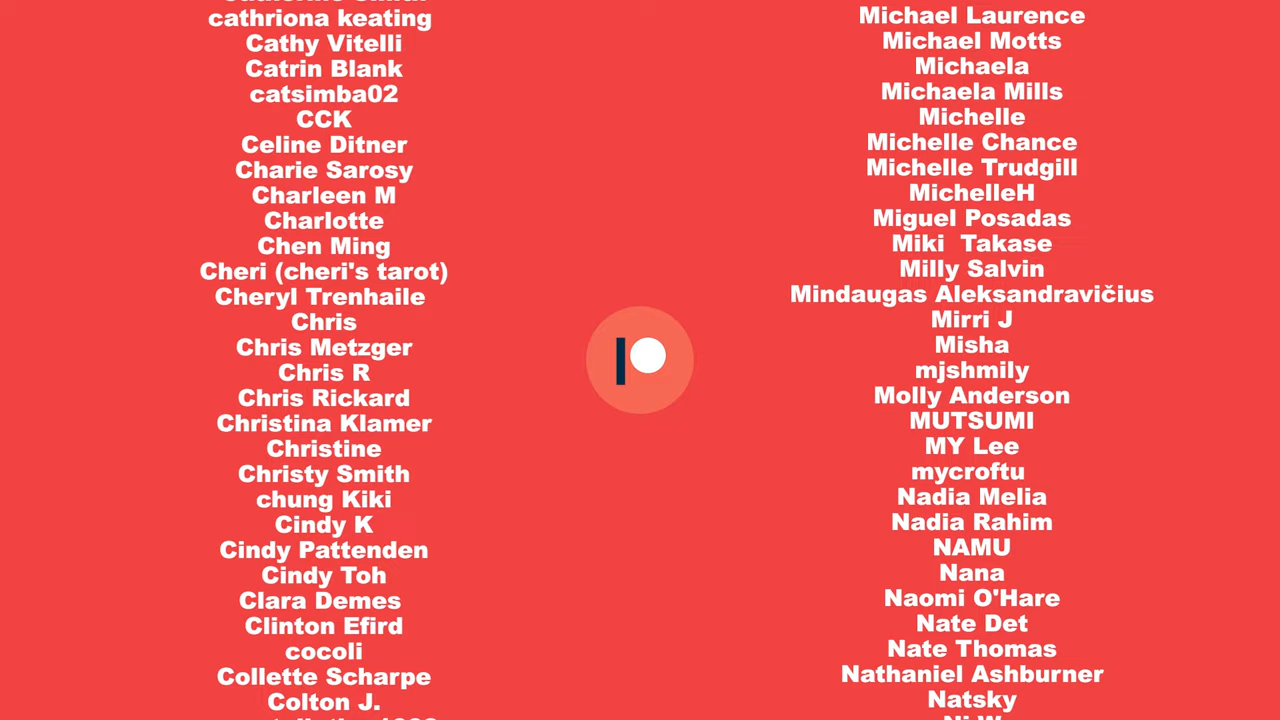 cathriona keating
Cathy Vitelli
Catrin Blank
catsimba02
CCK
Celine Ditner
Charie Sarosy
Charleen M
Charlotte
Chen Ming
Cheri (cheri's tarot)
Cheryl Trenhaile
Chris
Chris Metzger
Chris R
Chris Rickard
Christina Klamer
Christine
Christy Smith
chung Kiki
Cindy K
Cindy Pattenden
Cindy Toh
Clara Demes
Clinton Efird
cocoli
Collette Scharpe
Colton J.
Michael Laurence
Michael Motts
Michaela
Michaela Mills
Michelle
Michelle Chance
Michelle Trudgill
MichelleH
Miguel Posadas
Miki  Takase
Milly Salvin
Mindaugas Aleksandravičius
Mirri J
Misha
mjshmily
Molly Anderson
MUTSUMI
MY Lee
mycroftu
Nadia Melia
Nadia Rahim
NAMU
Nana
Naomi O'Hare
Nate Det
Nate Thomas
Nathaniel Ashburner
Natsky